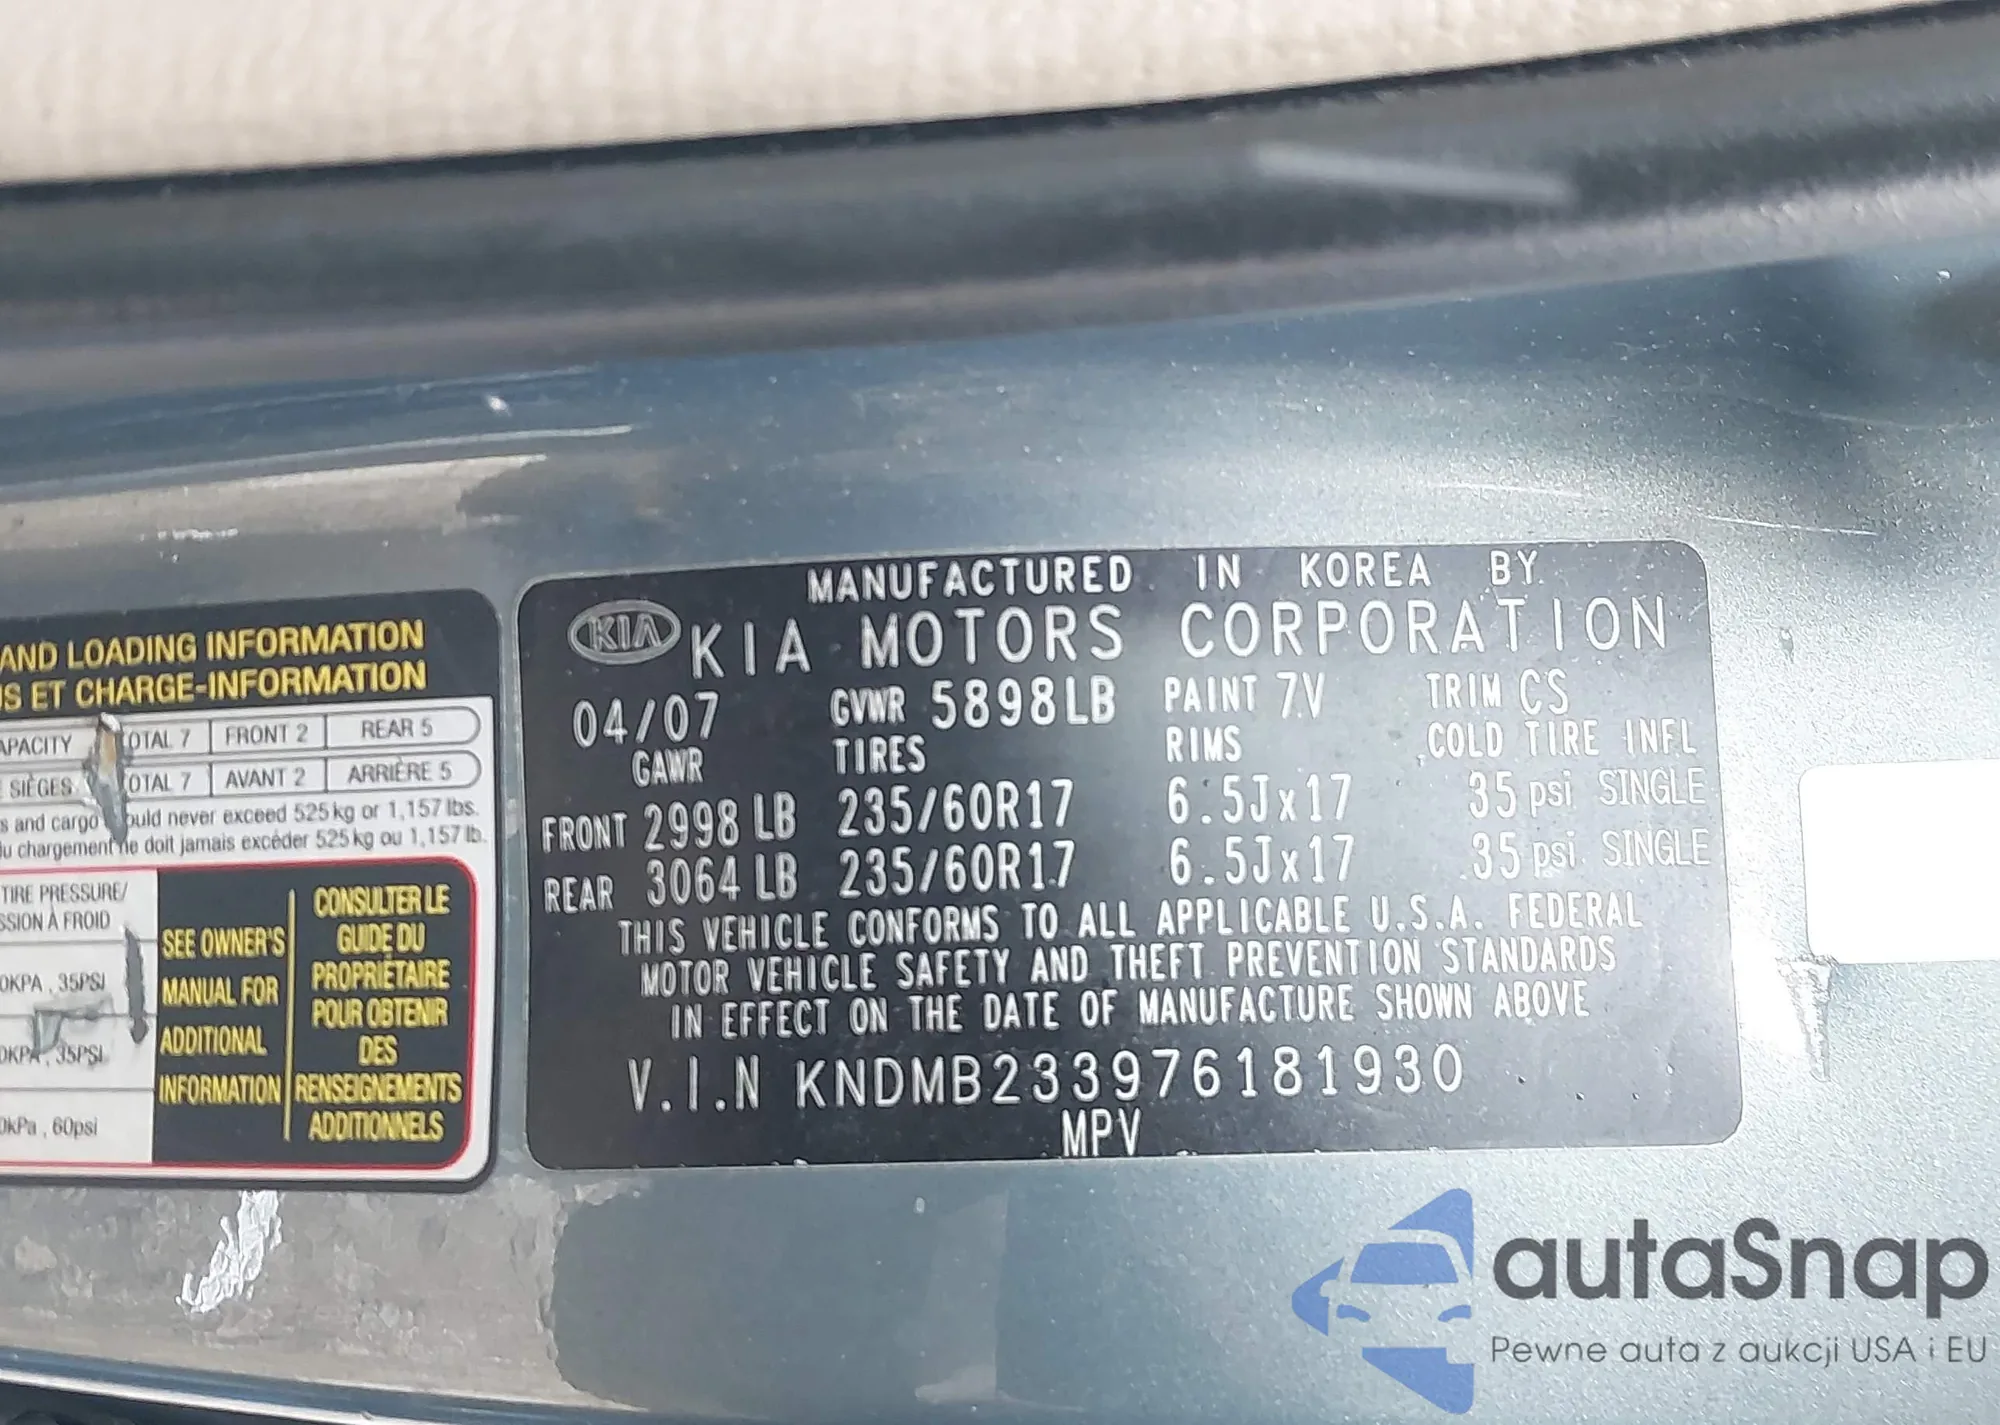 AND LOADING INFORMATION
S ET CHARGE-INFORMATION
APACITY TOTAL 7 FRONT 2 REAR 5
SIÈGES TOTAL 7 AVANT 2 ARRIÈRE 5
s and cargo should never exceed 525 kg or 1,157 lbs.
du chargement ne doit jamais excéder 525 kg ou 1,157 lb.
TIRE PRESSURE/
SSION À FROID
0KPA , 35PSI
0KPA , 35PSI
0kPa , 60psi
SEE OWNER'S
MANUAL FOR
ADDITIONAL
INFORMATION
CONSULTER LE
GUIDE DU
PROPRIÉTAIRE
POUR OBTENIR
DES
RENSEIGNEMENTS
ADDITIONNELS
MANUFACTURED IN KOREA BY
KIA KIA MOTORS CORPORATION
04/07 GVWR 5898LB PAINT 7V TRIM CS
GAWR TIRES RIMS COLD TIRE INFL
FRONT 2998 LB 235/60R17 6.5Jx17 35 psi SINGLE
REAR 3064 LB 235/60R17 6.5Jx17 35 psi SINGLE
THIS VEHICLE CONFORMS TO ALL APPLICABLE U.S.A. FEDERAL
MOTOR VEHICLE SAFETY AND THEFT PREVENTION STANDARDS
IN EFFECT ON THE DATE OF MANUFACTURE SHOWN ABOVE
V.I.N KNDMB233976181930
MPV
autaSnap
Pewne auta z aukcji USA i EU